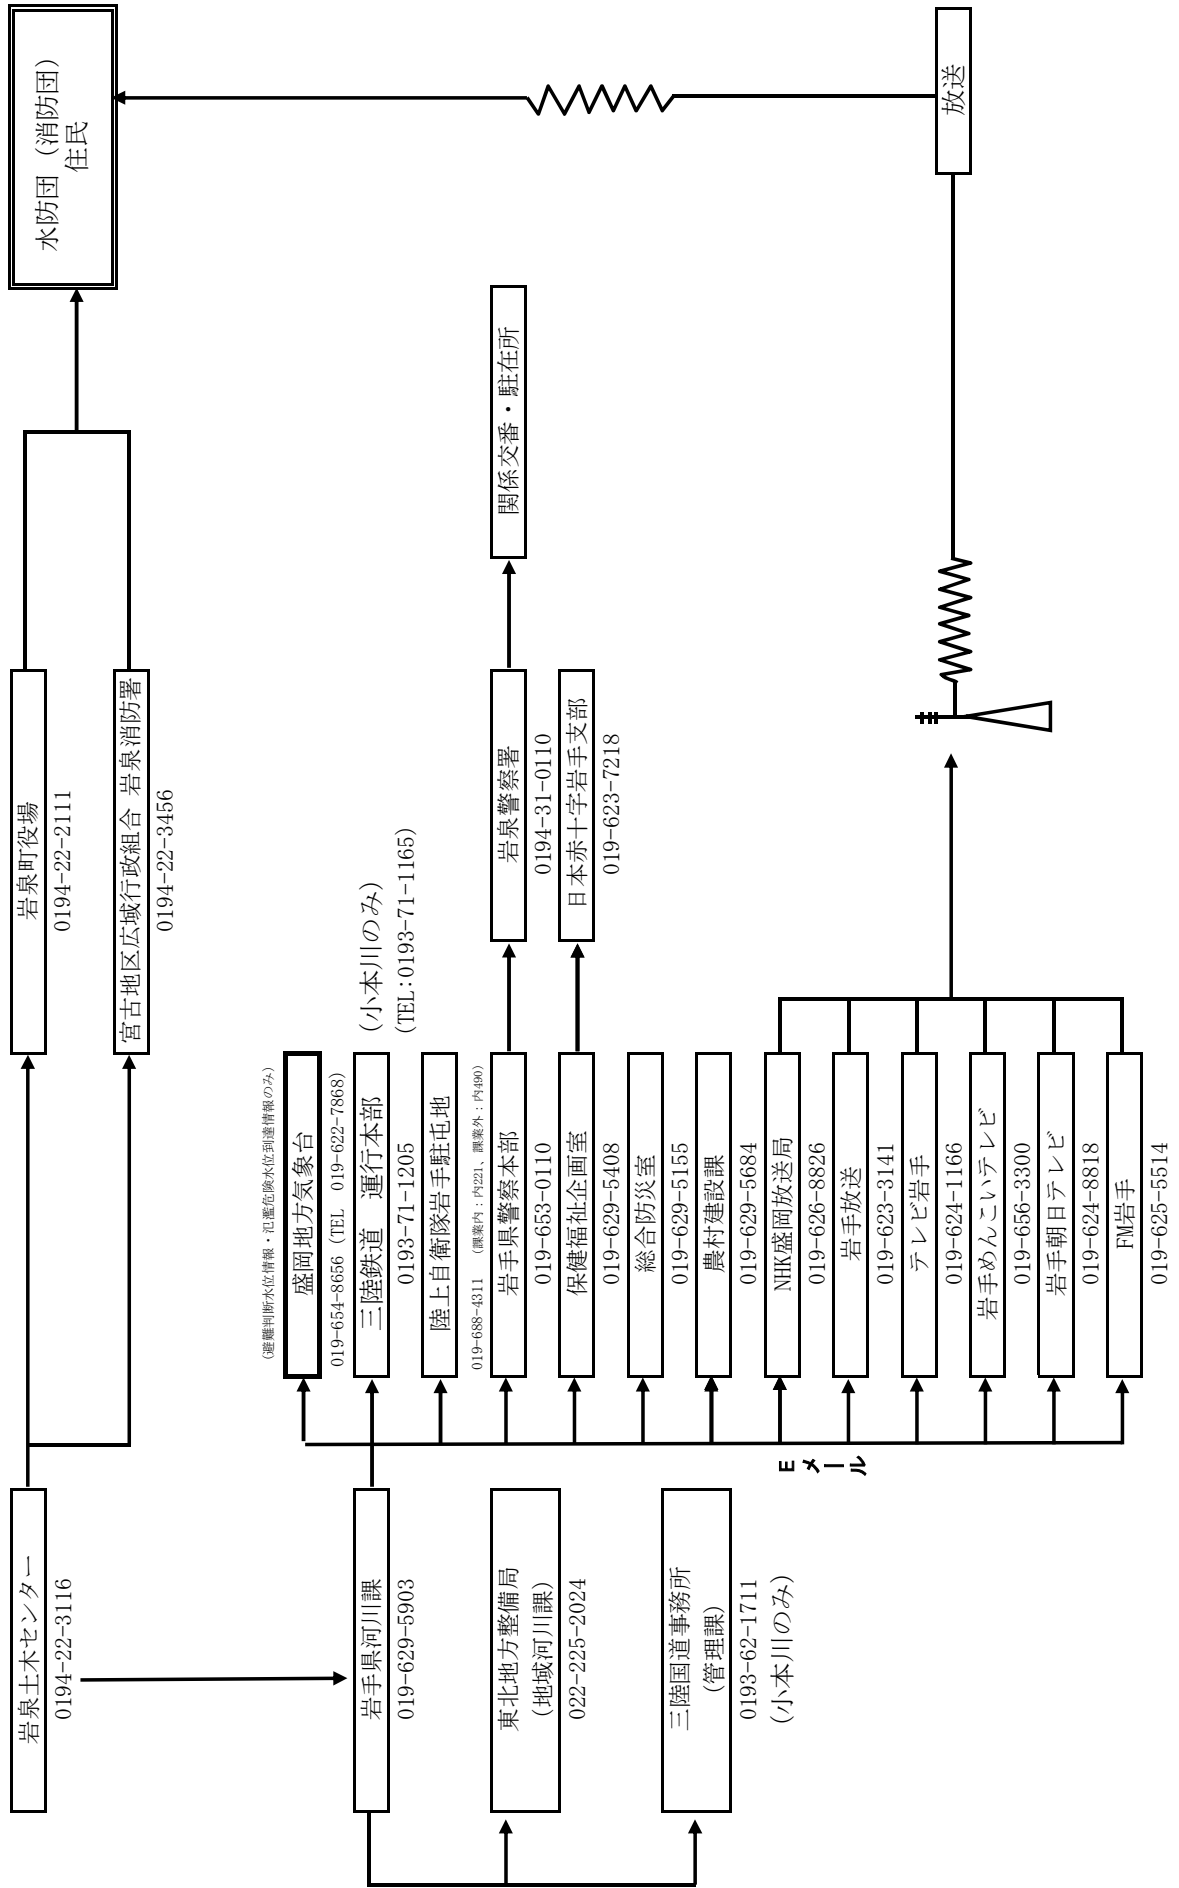 岩泉土木センター
0194-22-3116
岩手県河川課
019-629-5903
東北地方整備局
(地域河川課)
022-225-2024
三陸国道事務所
(管理課)
0193-62-1711
(小本川のみ)
Eメール
岩泉町役場
0194-22-2111
宮古地区広域行政組合 岩泉消防署
0194-22-3456
(避難判断水位情報・氾濫危険水位到達情報のみ)
盛岡地方気象台
019-654-8656 (TEL 019-622-7868)
三陸鉄道 運行本部
0193-71-1205
(小本川のみ)
(TEL:0193-71-1165)
陸上自衛隊岩手駐屯地
019-688-4311 (課業内:内221、課業外:内490)
岩手県警察本部
019-653-0110
保健福祉企画室
019-629-5408
総合防災室
019-629-5155
農村建設課
019-629-5684
NHK盛岡放送局
019-626-8826
岩手放送
019-623-3141
テレビ岩手
019-624-1166
岩手めんこいテレビ
019-656-3300
岩手朝日テレビ
019-624-8818
FM岩手
019-625-5514
岩泉警察署
0194-31-0110
日本赤十字岩手支部
019-623-7218
関係交番・駐在所
水防団(消防団)
住民
放送